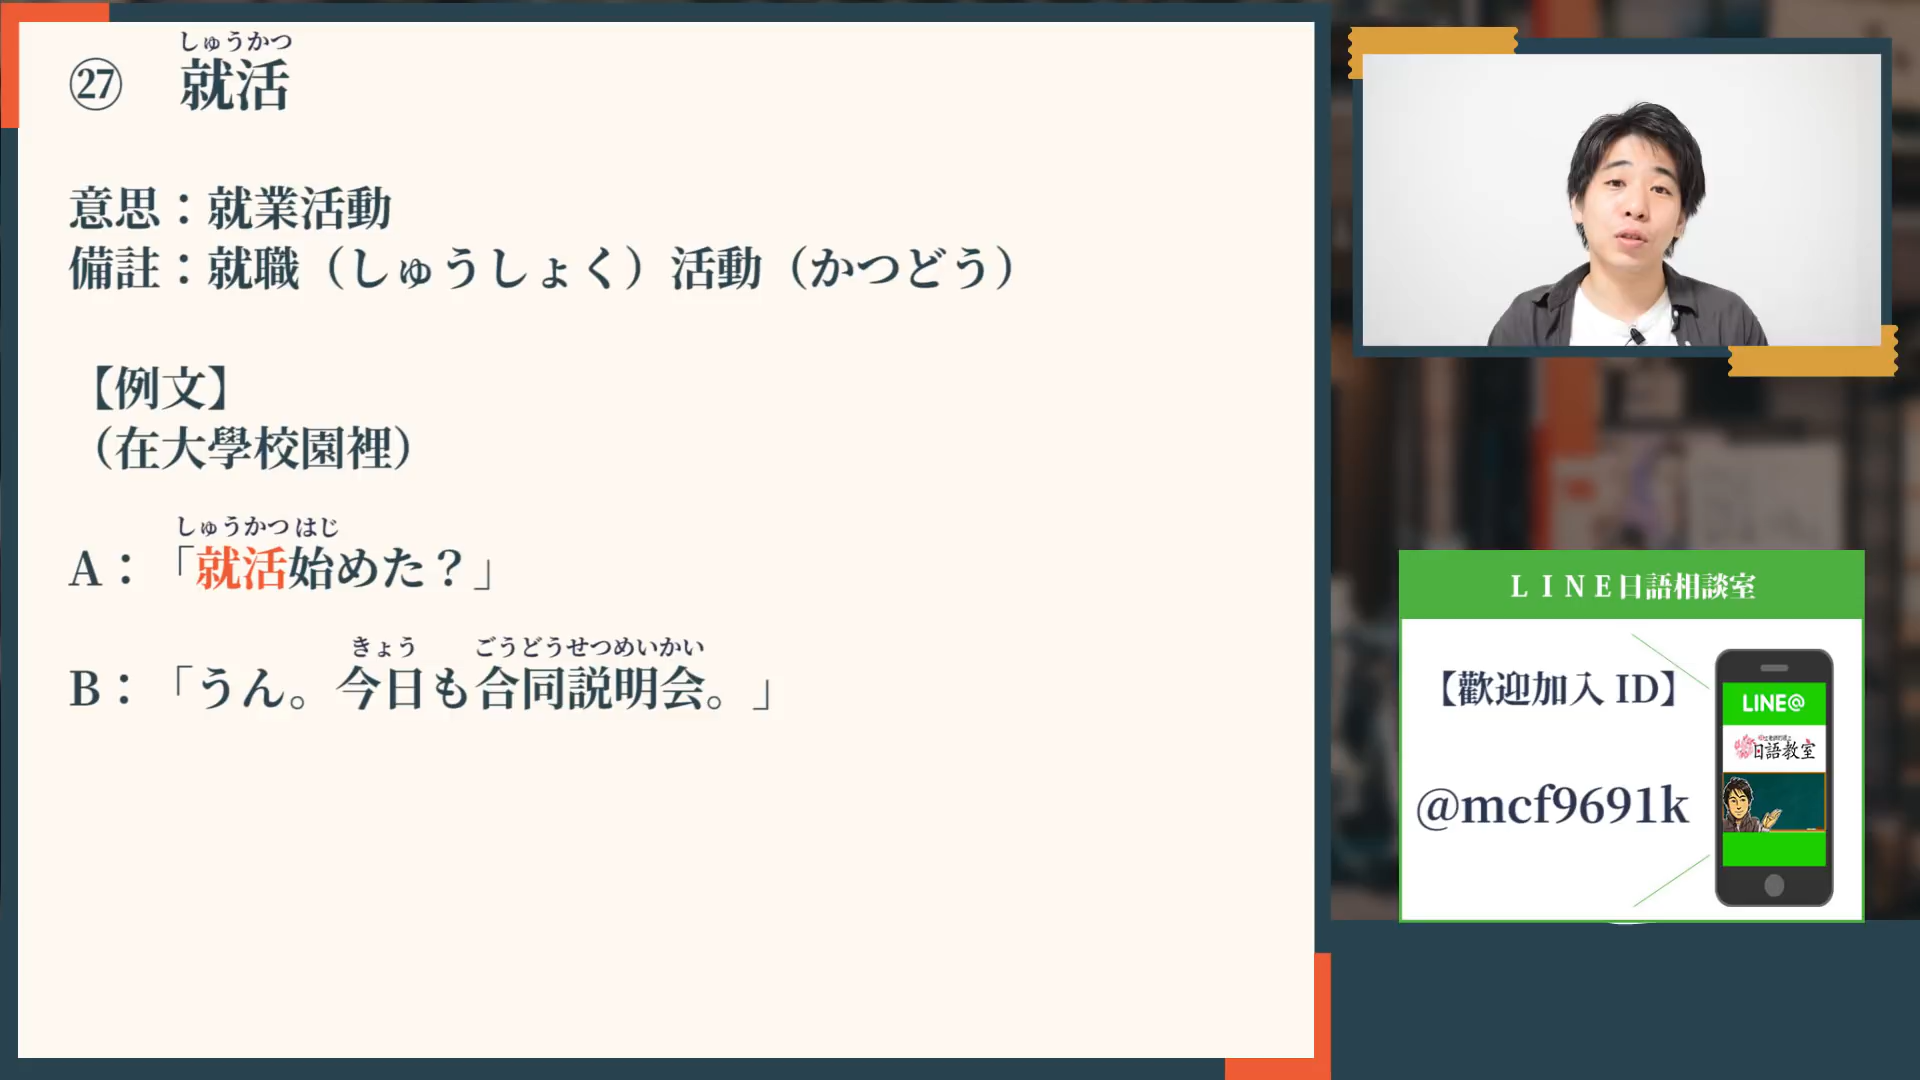 しゅうかつ
㉗ 就活
意思：就業活動
備註：就職（しゅうしょく）活動（かつどう）
【例文】
（在大學校園裡）
しゅうかつ はじ
A：「就活始めた？」
きょう ごうどうせつめいかい
B：「うん。今日も合同説明会。」
ＬＩＮＥ日語相談室
【歡迎加入 ID】
@mcf9691k
LINE@
日語教室